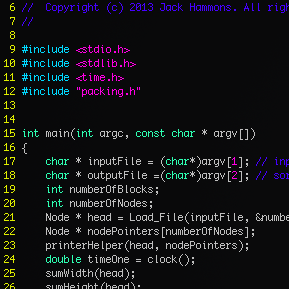 6 //  Copyright (c) 2013 Jack Hammons. All righ
7 //
8
9 #include <stdio.h>
10 #include <stdlib.h>
11 #include <time.h>
12 #include "packing.h"
13
14
15 int main(int argc, const char * argv[])
16 {
17     char * inputFile = (char*)argv[1]; // inp
18     char * outputFile =(char*)argv[2]; // sor
19     int numberOfBlocks;
20     int numberOfNodes;
21     Node * head = Load_File(inputFile, &numbe
22     Node * nodePointers[numberOfNodes];
23     printerHelper(head, nodePointers);
24     double timeOne = clock();
25     sumWidth(head);
26     sumHeight(head);